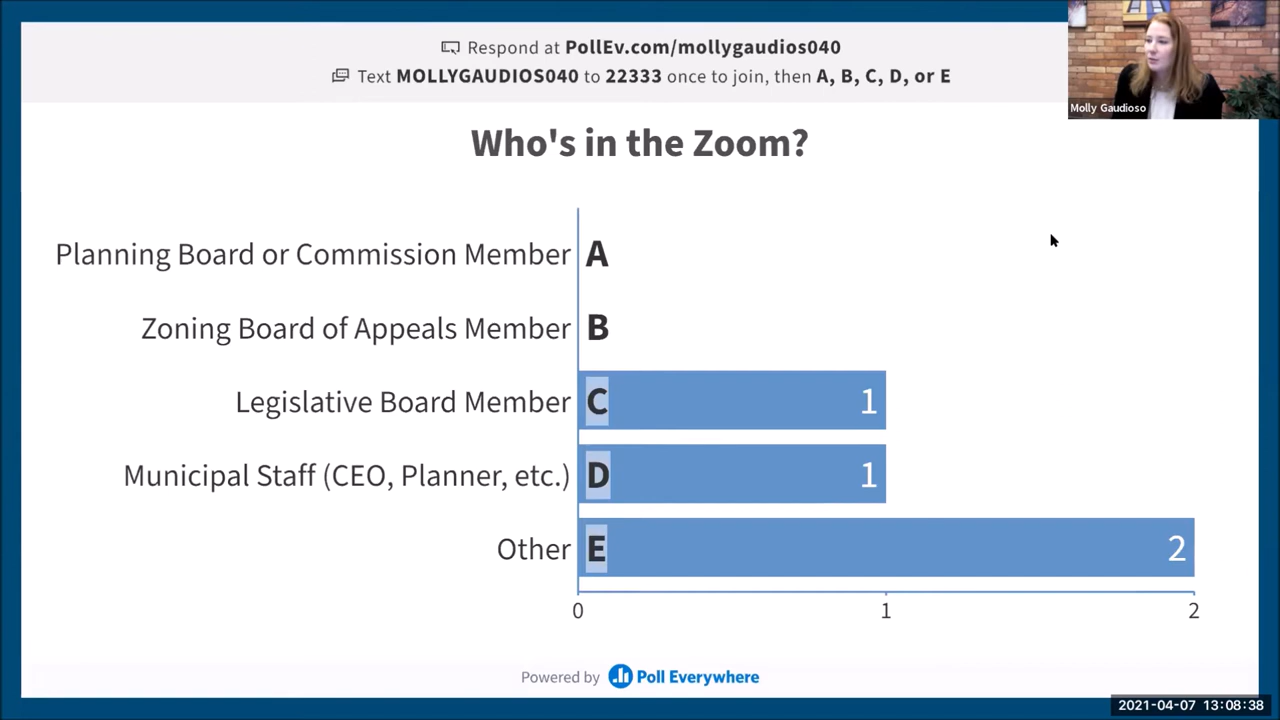 Respond at PollEv.com/mollygaudios040
Text MOLLYGAUDIOS040 to 22333 once to join, then A, B, C, D, or E
Molly Gaudioso
Who's in the Zoom?
Planning Board or Commission Member A
Zoning Board of Appeals Member B
Legislative Board Member C 1
Municipal Staff (CEO, Planner, etc.) D 1
Other E 2
0 1 2
Powered by Poll Everywhere
2021-04-07 13:08:38